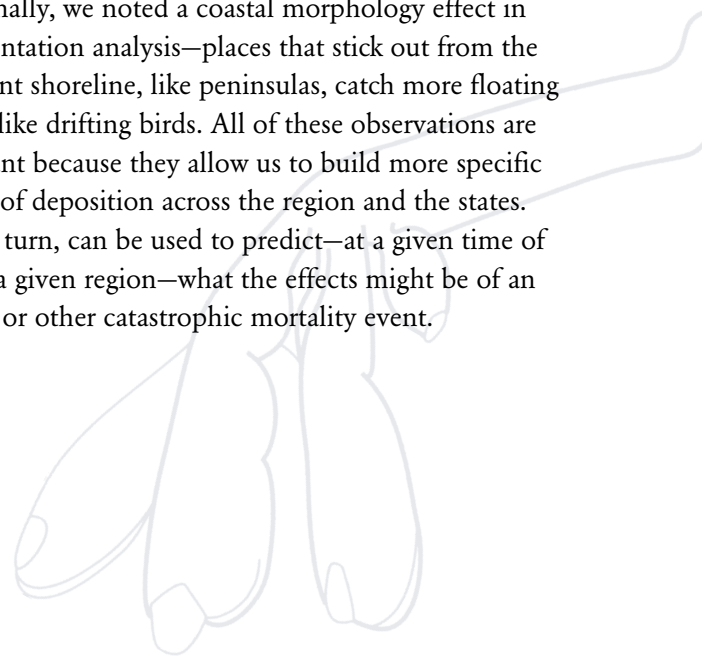 nally, we noted a coastal morphology effect in
ntation analysis—places that stick out from the
nt shoreline, like peninsulas, catch more floating
like drifting birds. All of these observations are
nt because they allow us to build more specific
of deposition across the region and the states.
turn, can be used to predict—at a given time of
a given region—what the effects might be of an
or other catastrophic mortality event.